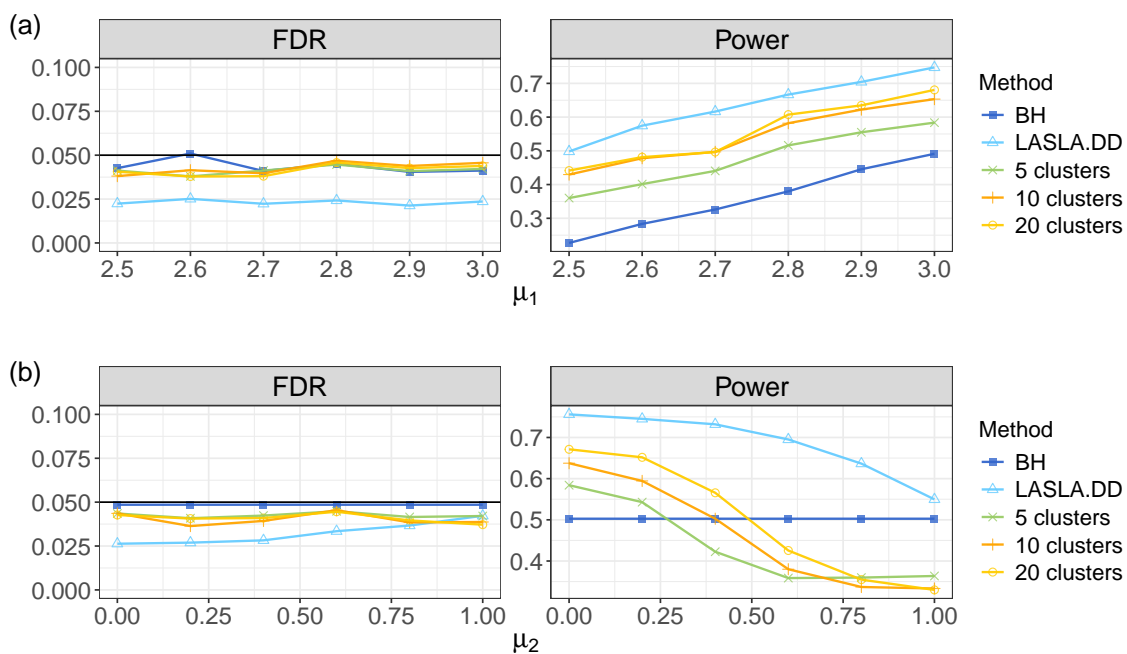 (a)
FDR
Power
0.100
0.075
0.050
0.025
0.000
2.5 2.6 2.7 2.8 2.9 3.0
0.7
0.6
0.5
0.4
0.3
2.5 2.6 2.7 2.8 2.9 3.0
μ1
Method
BH
LASLA.DD
5 clusters
10 clusters
20 clusters
(b)
FDR
Power
0.100
0.075
0.050
0.025
0.000
0.00 0.25 0.50 0.75 1.00
0.7
0.6
0.5
0.4
0.00 0.25 0.50 0.75 1.00
μ2
Method
BH
LASLA.DD
5 clusters
10 clusters
20 clusters